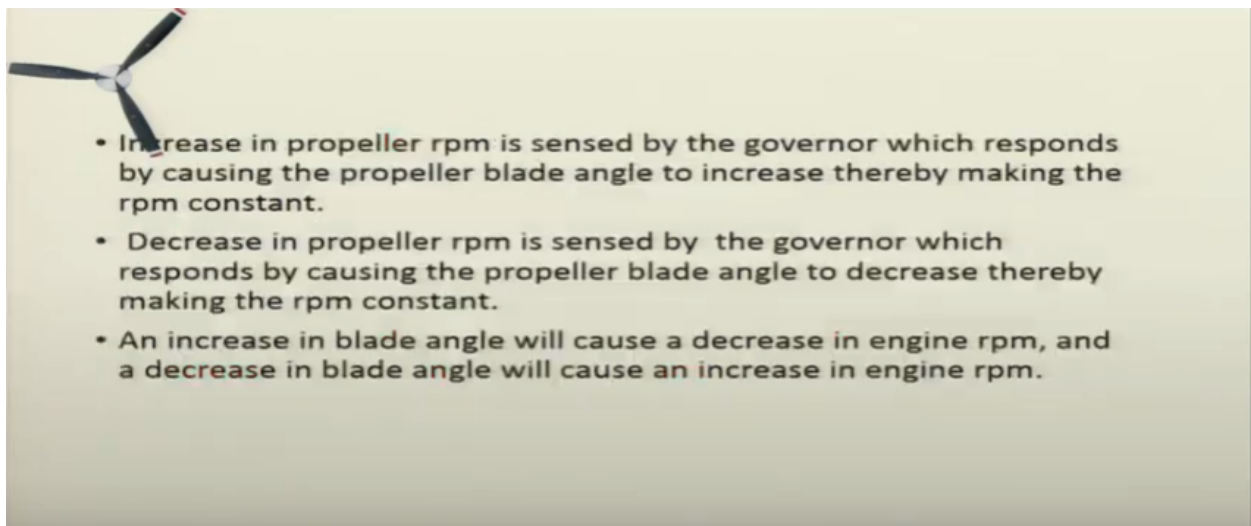 • Increase in propeller rpm is sensed by the governor which responds
by causing the propeller blade angle to increase thereby making the
rpm constant.
• Decrease in propeller rpm is sensed by the governor which
responds by causing the propeller blade angle to decrease thereby
making the rpm constant.
• An increase in blade angle will cause a decrease in engine rpm, and
a decrease in blade angle will cause an increase in engine rpm.